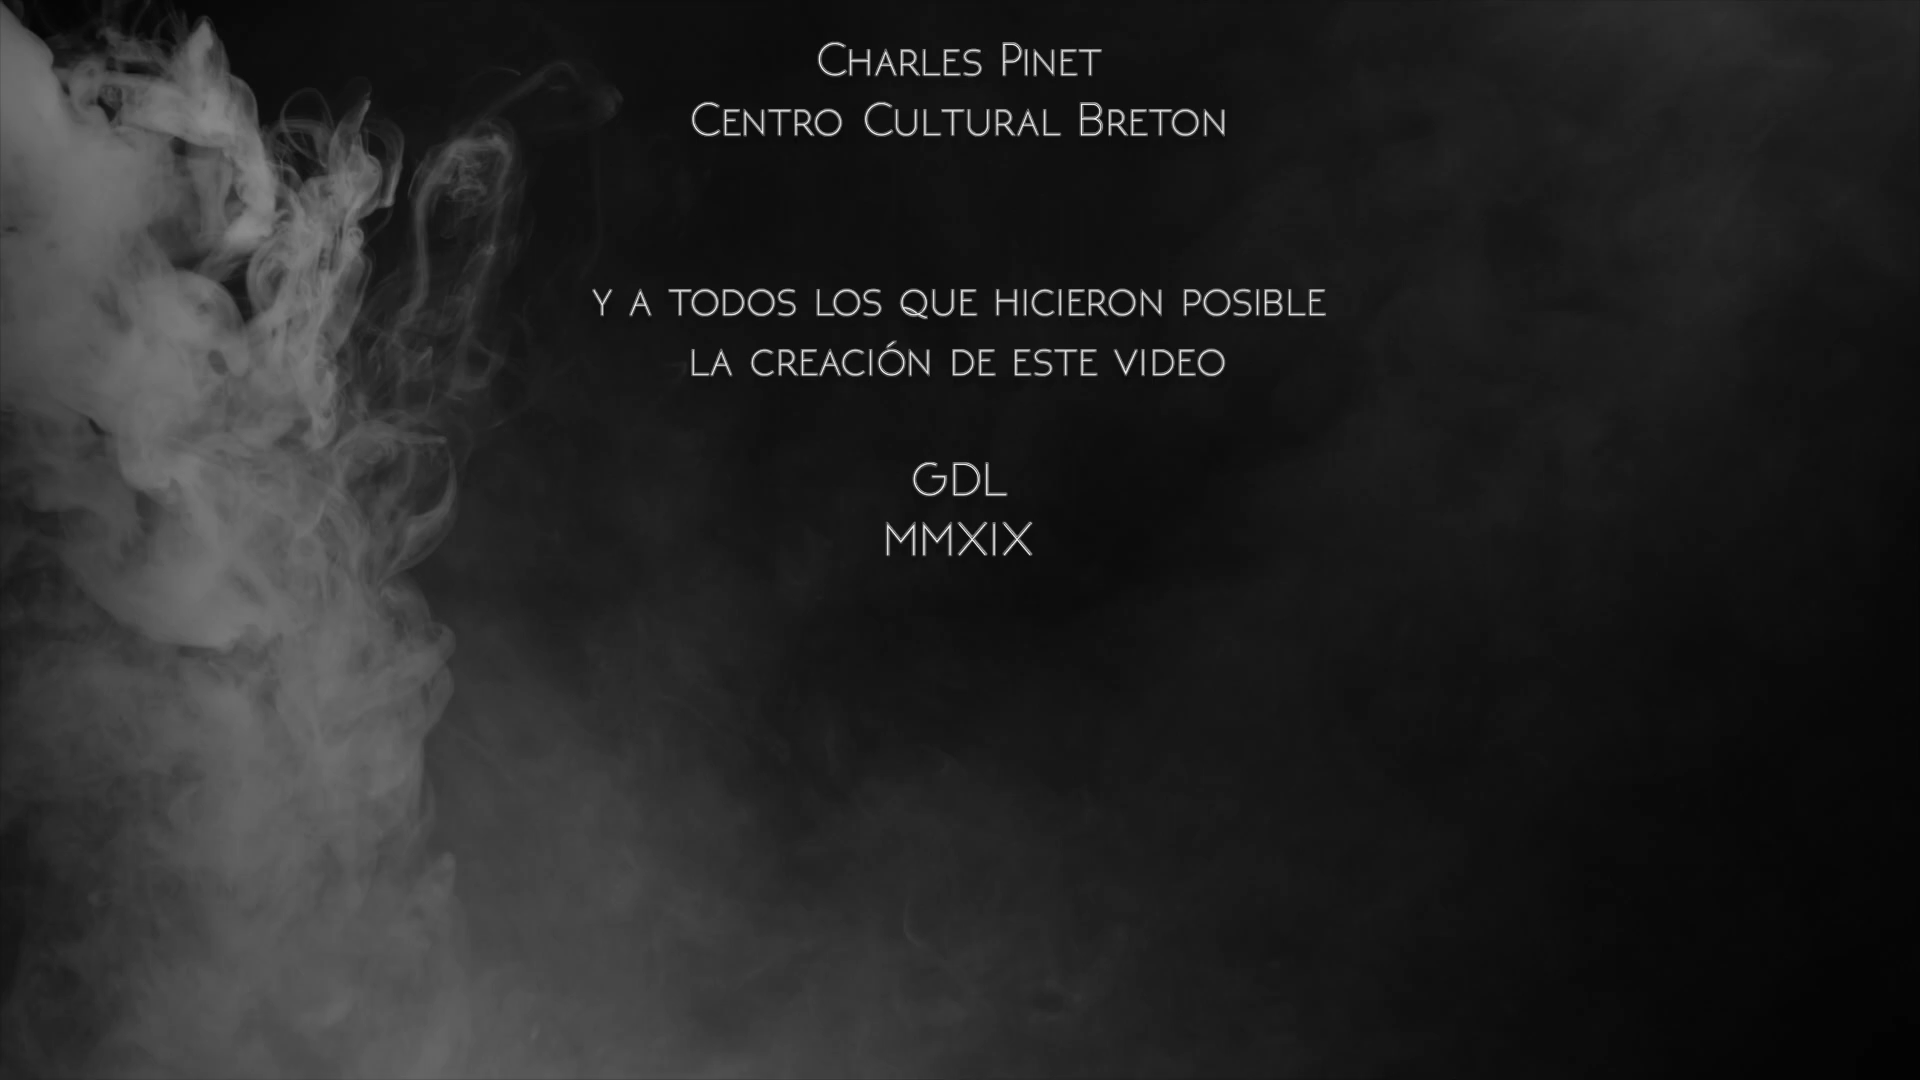 Charles Pinet
Centro Cultural Breton
Y A TODOS LOS QUE HICIERON POSIBLE
LA CREACIÓN DE ESTE VIDEO
GDL
MMXIX